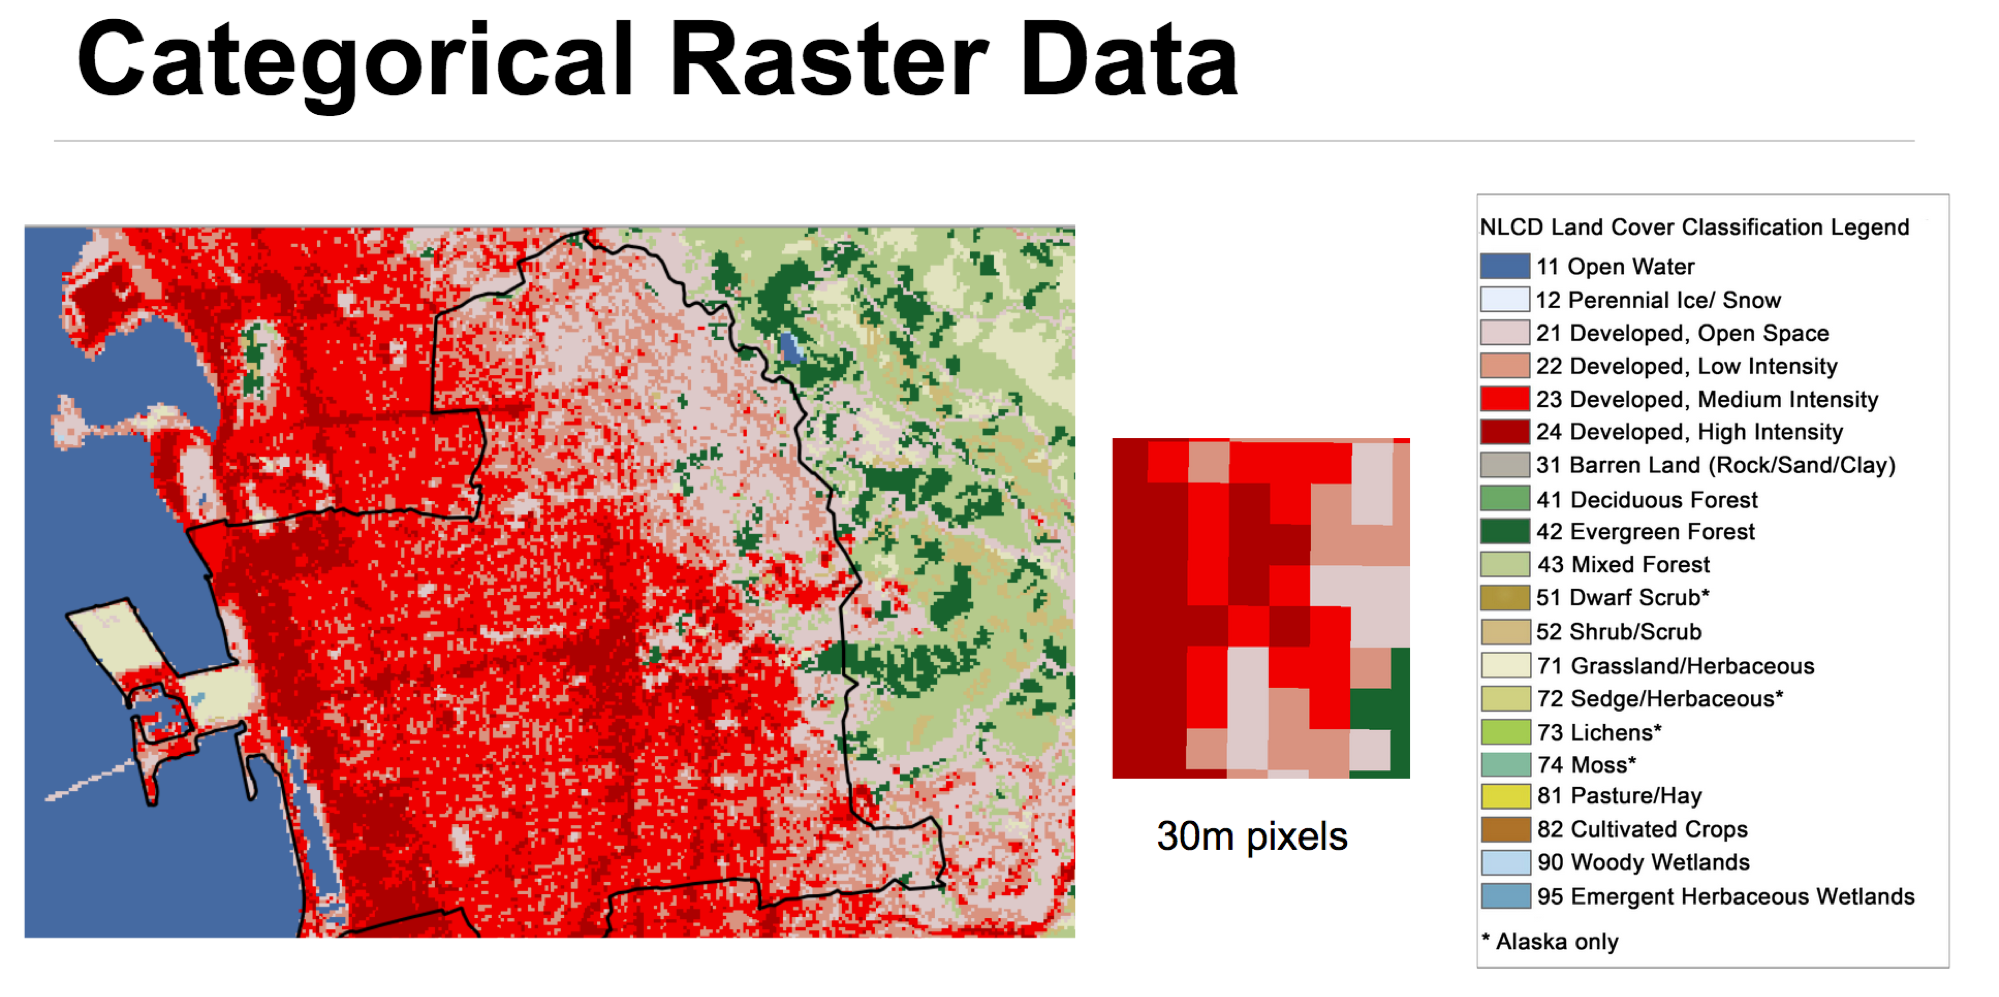 Categorical Raster Data
30m pixels
NLCD Land Cover Classification Legend
11 Open Water
12 Perennial Ice/ Snow
21 Developed, Open Space
22 Developed, Low Intensity
23 Developed, Medium Intensity
24 Developed, High Intensity
31 Barren Land (Rock/Sand/Clay)
41 Deciduous Forest
42 Evergreen Forest
43 Mixed Forest
51 Dwarf Scrub*
52 Shrub/Scrub
71 Grassland/Herbaceous
72 Sedge/Herbaceous*
73 Lichens*
74 Moss*
81 Pasture/Hay
82 Cultivated Crops
90 Woody Wetlands
95 Emergent Herbaceous Wetlands
* Alaska only